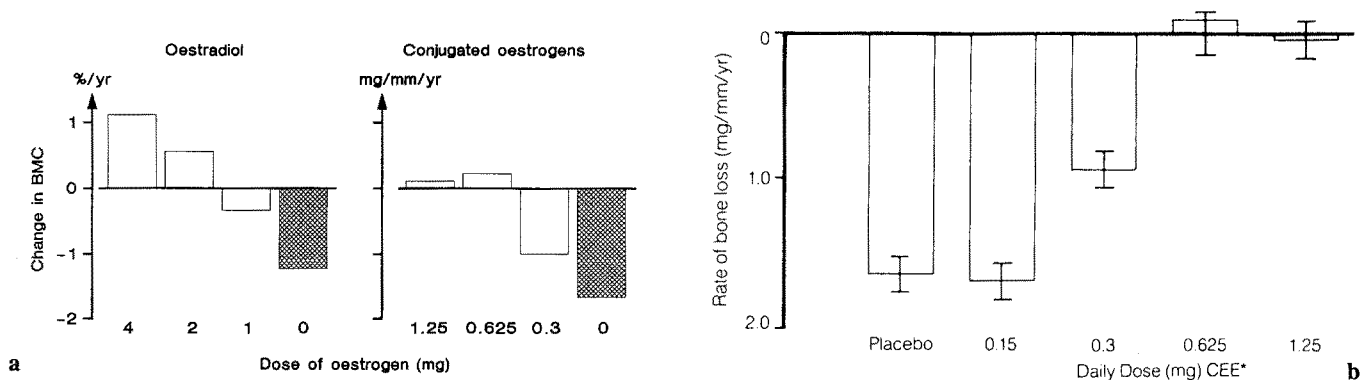 Oestradiol
Conjugated oestrogens
%/yr
mg/mm/yr
Change in BMC
1
0
-1
-2
4 2 1 0
1.25 0.625 0.3 0
Dose of oestrogen (mg)
a
Rate of bone loss (mg/mm/yr)
0
1.0
2.0
Placebo 0.15 0.3 0.625 1.25
Daily Dose (mg) CEE*
b